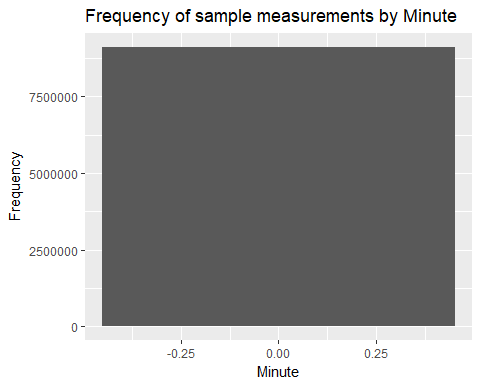 Frequency of sample measurements by Minute
Frequency
7500000
5000000
2500000
0
-0.25 0.00 0.25
Minute